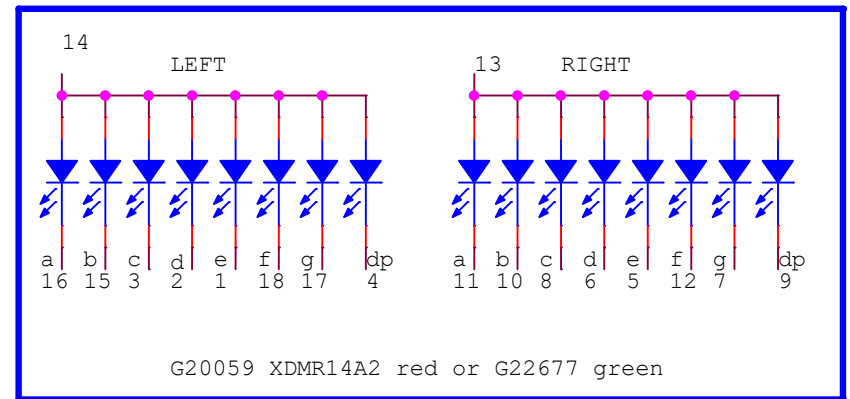 14
LEFT
13 RIGHT
a b c d e f g dp
16 15 3 2 1 18 17 4
a b c d e f g dp
11 10 8 6 5 12 7 9
G20059 XDMR14A2 red or G22677 green